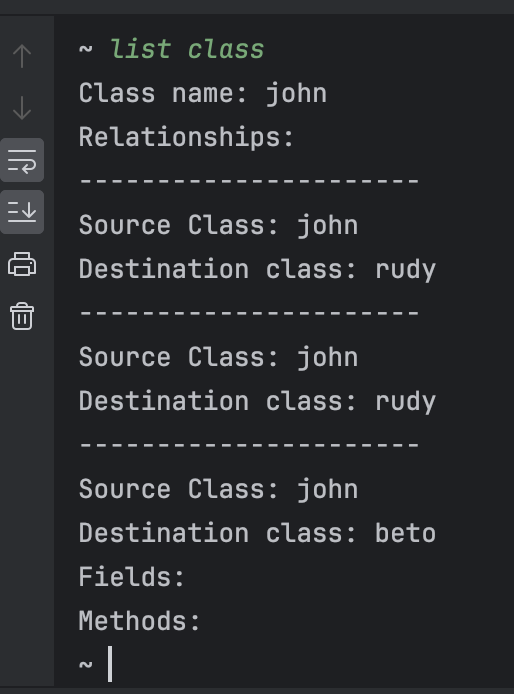 ~ list class
Class name: john
Relationships:
----------------------
Source Class: john
Destination class: rudy
----------------------
Source Class: john
Destination class: rudy
----------------------
Source Class: john
Destination class: beto
Fields:
Methods:
~